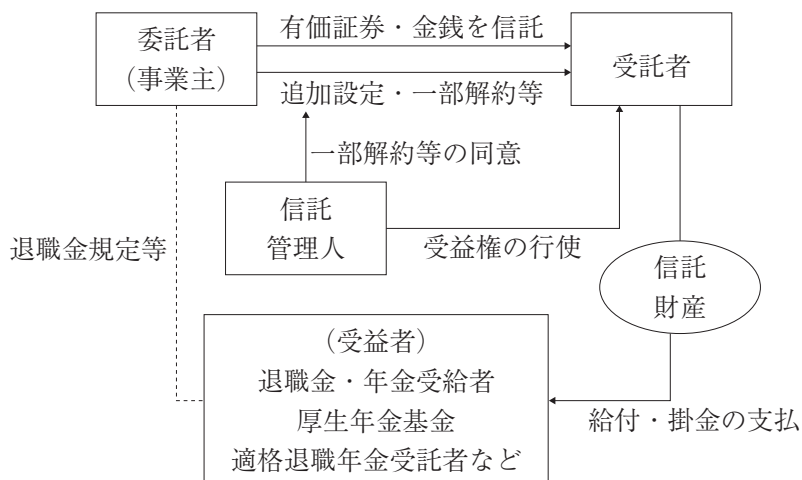 委託者
（事業主）
有価証券・金銭を信託
追加設定・一部解約等
受託者
一部解約等の同意
信託
管理人
受益権の行使
退職金規定等
信託
財産
（受益者）
退職金・年金受給者
厚生年金基金
適格退職年金受託者など
給付・掛金の支払